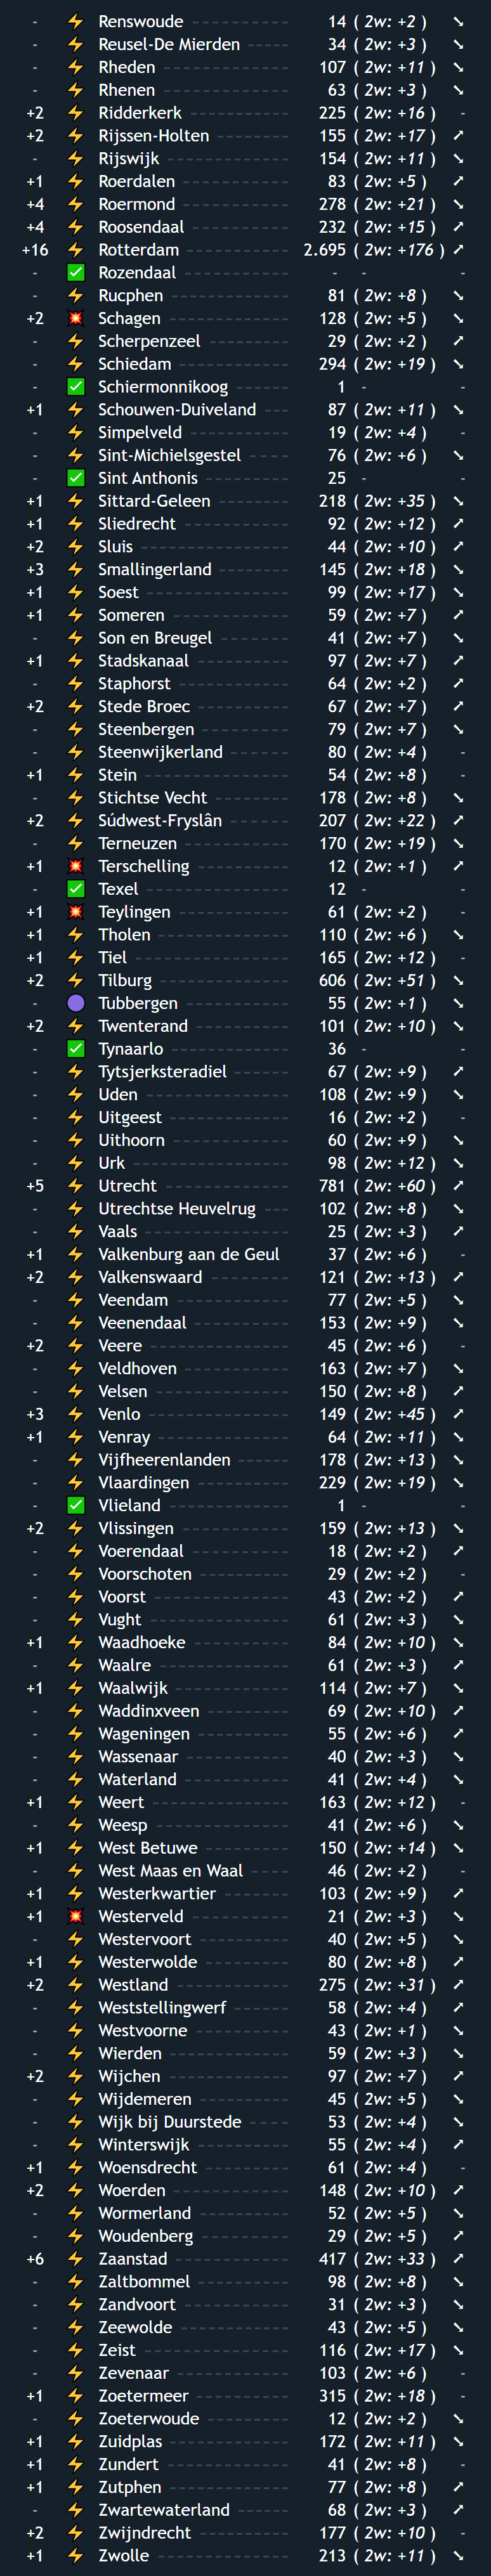 - ⚡ Renswoude 14 ( 2w: +2 ) ➘
- ⚡ Reusel-De Mierden 34 ( 2w: +3 ) ➘
- ⚡ Rheden 107 ( 2w: +11 ) ➘
- ⚡ Rhenen 63 ( 2w: +3 ) ➘
+2 ⚡ Ridderkerk 225 ( 2w: +16 ) -
+2 ⚡ Rijssen-Holten 155 ( 2w: +17 ) ➚
- ⚡ Rijswijk 154 ( 2w: +11 ) ➘
+1 ⚡ Roerdalen 83 ( 2w: +5 ) ➚
+4 ⚡ Roermond 278 ( 2w: +21 ) ➘
+4 ⚡ Roosendaal 232 ( 2w: +15 ) ➚
+16 ⚡ Rotterdam 2.695 ( 2w: +176 ) ➚
- ✅ Rozendaal - - -
- ⚡ Rucphen 81 ( 2w: +8 ) ➘
+2 💥 Schagen 128 ( 2w: +5 ) ➘
- ⚡ Scherpenzeel 29 ( 2w: +2 ) ➚
- ⚡ Schiedam 294 ( 2w: +19 ) ➘
- ✅ Schiermonnikoog 1 - -
+1 ⚡ Schouwen-Duiveland 87 ( 2w: +11 ) ➘
- ⚡ Simpelveld 19 ( 2w: +4 ) -
- ⚡ Sint-Michielsgestel 76 ( 2w: +6 ) ➘
- ✅ Sint Anthonis 25 - -
+1 ⚡ Sittard-Geleen 218 ( 2w: +35 ) ➘
+1 ⚡ Sliedrecht 92 ( 2w: +12 ) ➚
+2 ⚡ Sluis 44 ( 2w: +10 ) ➚
+3 ⚡ Smallingerland 145 ( 2w: +18 ) ➘
+1 ⚡ Soest 99 ( 2w: +17 ) ➘
+1 ⚡ Someren 59 ( 2w: +7 ) ➚
- ⚡ Son en Breugel 41 ( 2w: +7 ) ➘
+1 ⚡ Stadskanaal 97 ( 2w: +7 ) ➚
- ⚡ Staphorst 64 ( 2w: +2 ) ➚
+2 ⚡ Stede Broec 67 ( 2w: +7 ) ➚
- ⚡ Steenbergen 79 ( 2w: +7 ) ➘
- ⚡ Steenwijkerland 80 ( 2w: +4 ) -
+1 ⚡ Stein 54 ( 2w: +8 ) -
- ⚡ Stichtse Vecht 178 ( 2w: +8 ) ➘
+2 ⚡ Súdwest-Fryslân 207 ( 2w: +22 ) ➚
- ⚡ Terneuzen 170 ( 2w: +19 ) ➘
+1 💥 Terschelling 12 ( 2w: +1 ) ➚
- ✅ Texel 12 - -
+1 💥 Teylingen 61 ( 2w: +2 ) -
+1 ⚡ Tholen 110 ( 2w: +6 ) ➘
+1 ⚡ Tiel 165 ( 2w: +12 ) -
+2 ⚡ Tilburg 606 ( 2w: +51 ) ➘
- 🟣 Tubbergen 55 ( 2w: +1 ) ➘
+2 ⚡ Twenterand 101 ( 2w: +10 ) ➘
- ✅ Tynaarlo 36 - -
- ⚡ Tytsjerksteradiel 67 ( 2w: +9 ) ➚
- ⚡ Uden 108 ( 2w: +9 ) ➘
- ⚡ Uitgeest 16 ( 2w: +2 ) -
- ⚡ Uithoorn 60 ( 2w: +9 ) ➘
- ⚡ Urk 98 ( 2w: +12 ) ➘
+5 ⚡ Utrecht 781 ( 2w: +60 ) ➚
- ⚡ Utrechtse Heuvelrug 102 ( 2w: +8 ) ➘
- ⚡ Vaals 25 ( 2w: +3 ) ➚
+1 ⚡ Valkenburg aan de Geul 37 ( 2w: +6 ) -
+2 ⚡ Valkenswaard 121 ( 2w: +13 ) ➚
- ⚡ Veendam 77 ( 2w: +5 ) ➘
- ⚡ Veenendaal 153 ( 2w: +9 ) ➘
+2 ⚡ Veere 45 ( 2w: +6 ) -
- ⚡ Veldhoven 163 ( 2w: +7 ) ➘
- ⚡ Velsen 150 ( 2w: +8 ) ➚
+3 ⚡ Venlo 149 ( 2w: +45 ) ➚
+1 ⚡ Venray 64 ( 2w: +11 ) ➘
- ⚡ Vijfheerenlanden 178 ( 2w: +13 ) ➘
- ⚡ Vlaardingen 229 ( 2w: +19 ) ➘
- ✅ Vlieland 1 - -
+2 ⚡ Vlissingen 159 ( 2w: +13 ) ➘
- ⚡ Voerendaal 18 ( 2w: +2 ) ➚
- ⚡ Voorschoten 29 ( 2w: +2 ) -
- ⚡ Voorst 43 ( 2w: +2 ) ➚
- ⚡ Vught 61 ( 2w: +3 ) ➘
+1 ⚡ Waadhoeke 84 ( 2w: +10 ) ➘
- ⚡ Waalre 61 ( 2w: +3 ) ➚
+1 ⚡ Waalwijk 114 ( 2w: +7 ) ➘
- ⚡ Waddinxveen 69 ( 2w: +10 ) ➚
- ⚡ Wageningen 55 ( 2w: +6 ) ➚
- ⚡ Wassenaar 40 ( 2w: +3 ) ➘
- ⚡ Waterland 41 ( 2w: +4 ) ➘
+1 ⚡ Weert 163 ( 2w: +12 ) -
- ⚡ Weesp 41 ( 2w: +6 ) ➘
+1 ⚡ West Betuwe 150 ( 2w: +14 ) ➘
- ⚡ West Maas en Waal 46 ( 2w: +2 ) -
+1 ⚡ Westerkwartier 103 ( 2w: +9 ) ➚
+1 💥 Westerveld 21 ( 2w: +3 ) ➘
- ⚡ Westervoort 40 ( 2w: +5 ) ➘
+1 ⚡ Westerwolde 80 ( 2w: +8 ) ➚
+2 ⚡ Westland 275 ( 2w: +31 ) ➚
- ⚡ Weststellingwerf 58 ( 2w: +4 ) ➚
- ⚡ Westvoorne 43 ( 2w: +1 ) ➘
- ⚡ Wierden 59 ( 2w: +3 ) ➘
+2 ⚡ Wijchen 97 ( 2w: +7 ) ➚
- ⚡ Wijdemeren 45 ( 2w: +5 ) ➘
- ⚡ Wijk bij Duurstede 53 ( 2w: +4 ) ➘
- ⚡ Winterswijk 55 ( 2w: +4 ) ➚
+1 ⚡ Woensdrecht 61 ( 2w: +4 ) -
+2 ⚡ Woerden 148 ( 2w: +10 ) ➚
- ⚡ Wormerland 52 ( 2w: +5 ) ➘
- ⚡ Woudenberg 29 ( 2w: +5 ) ➚
+6 ⚡ Zaanstad 417 ( 2w: +33 ) ➚
- ⚡ Zaltbommel 98 ( 2w: +8 ) ➘
- ⚡ Zandvoort 31 ( 2w: +3 ) ➘
- ⚡ Zeewolde 43 ( 2w: +5 ) ➘
- ⚡ Zeist 116 ( 2w: +17 ) ➘
- ⚡ Zevenaar 103 ( 2w: +6 ) -
+1 ⚡ Zoetermeer 315 ( 2w: +18 ) -
- ⚡ Zoeterwoude 12 ( 2w: +2 ) ➘
+1 ⚡ Zuidplas 172 ( 2w: +11 ) ➘
+1 ⚡ Zundert 41 ( 2w: +8 ) -
+1 ⚡ Zutphen 77 ( 2w: +8 ) ➚
- ⚡ Zwartewaterland 68 ( 2w: +3 ) ➚
+2 ⚡ Zwijndrecht 177 ( 2w: +10 ) -
+1 ⚡ Zwolle 213 ( 2w: +11 ) ➘